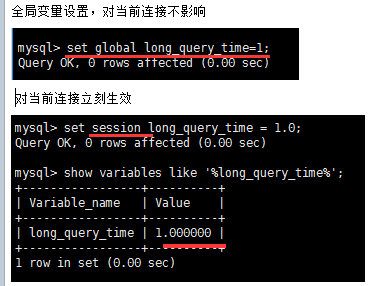 全局变量设置，对当前连接不影响
mysql> set global long_query_time=1;
Query OK, 0 rows affected (0.00 sec)
对当前连接立刻生效
mysql> set session long_query_time = 1.0;
Query OK, 0 rows affected (0.00 sec)
mysql> show variables like '%long_query_time%';
+-----------------+----------+
| Variable_name   | Value    |
+-----------------+----------+
| long_query_time | 1.000000 |
+-----------------+----------+
1 row in set (0.00 sec)